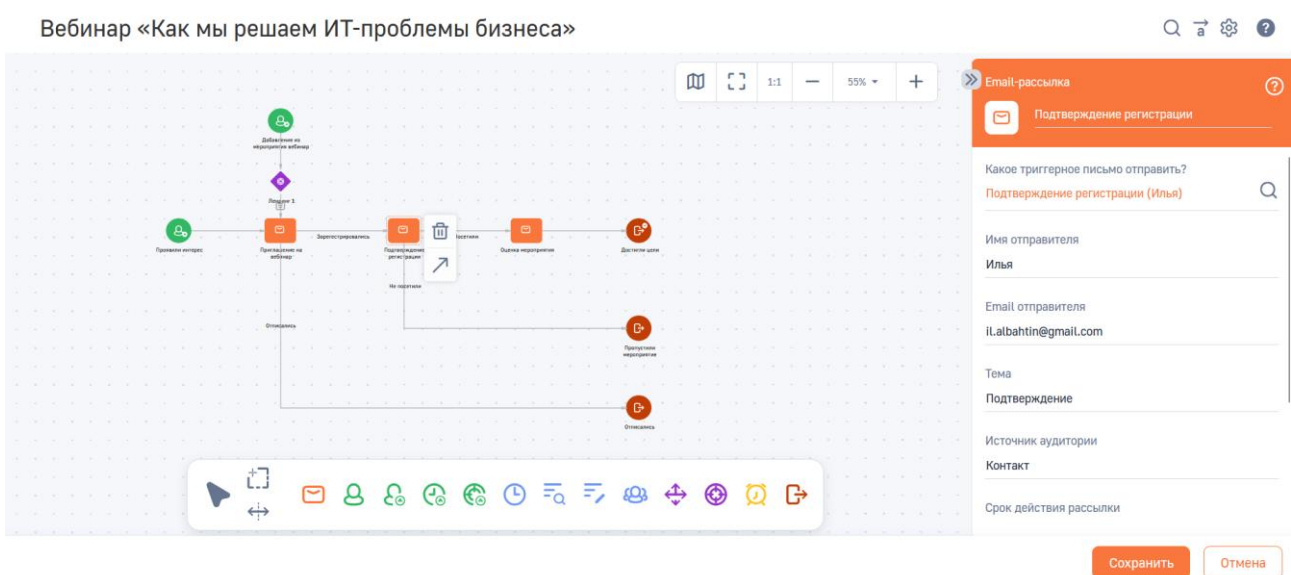 Вебинар «Как мы решаем ИТ-проблемы бизнеса»
1:1
55%
Email-рассылка
Подтверждение регистрации
Какое триггерное письмо отправить?
Подтверждение регистрации (Илья)
Имя отправителя
Илья
Email отправителя
il.albahtin@gmail.com
Тема
Подтверждение
Источник аудитории
Контакт
Срок действия рассылки
Добавление из
мероприятия вебинар
Лендинг 1
Проявили интерес
Приглашение на
вебинар
Зарегестрировались
Подтверждение
регистрации
Оценка мероприятия
Достигли цели
Не посетили
Пропустили
мероприятие
Отписались
Отписались
Сохранить
Отмена